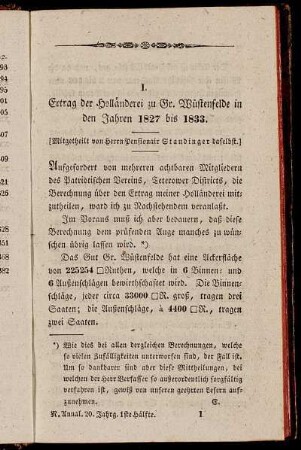 I.
Ertrag der Holländerei zu Gr. Wüstenfelde in
den Jahren 1827 bis 1833.
[Mitgetheilt von Herrn Pensionair Standinger daselbst.]
Aufgefordert von mehreren achtbaren Mitgliedern
des Patriotischen Vereins, Teterower Districts, die
Berechnung über den Ertrag meiner Holländerei mit-
zutheilen, ward ich zu Nachstehendem veranlaßt.
Im Voraus muß ich aber bedauern, daß diese
Berechnung dem prüfenden Auge manches zu wün-
schen übrig lassen wird. *)
Das Gut Gr. Wüstenfelde hat eine Ackerfläche
von 225254 □Ruthen, welche in 6 Binnen- und
6 Außenschlägen bewirthschaftet wird. Die Binnen-
schläge, jeder circa 33000 □R. groß, tragen drei
Saaten; die Außenschläge, à 4400 □R., tragen
zwei Saaten.
*) Wie dies bei allen dergleichen Berechnungen, welche
so vielen Zufälligkeiten unterworfen sind, der Fall ist.
Um so dankbarer sind aber diese Mittheilungen, bei
welchen der Herr Verfasser so außerordentlich sorgfältig
verfahren ist, gewiß von unseren geehrten Lesern auf-
zunehmen.
N. Annal. 20. Jahrg. 1ste Hälfte.
1